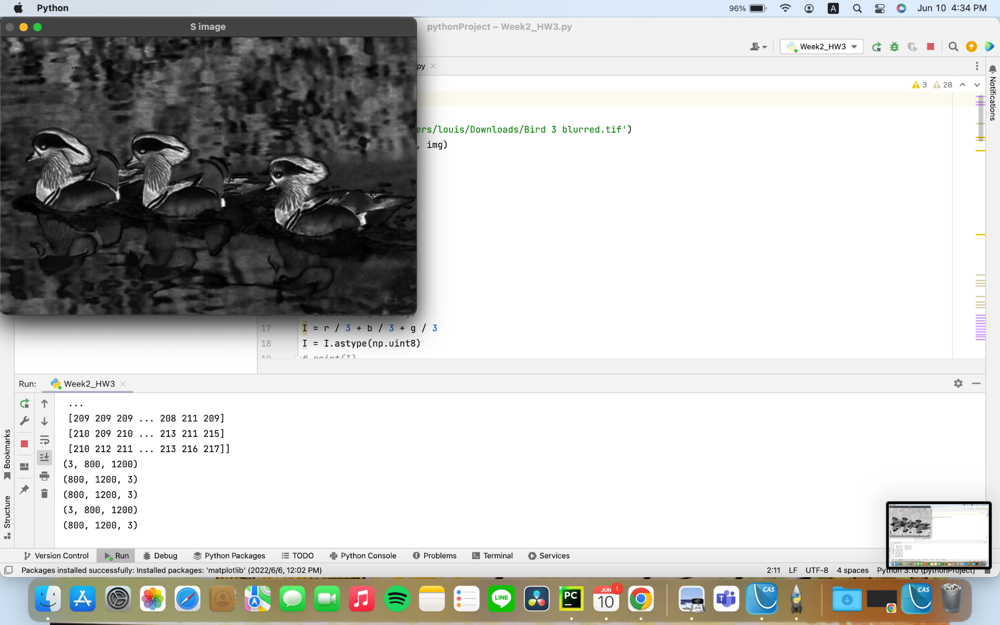 Python
96%
A
Jun 10 4:34 PM
S image
pythonProject – Week2_HW3.py
Week2_HW3
py
3
28
Notifications
ers/louis/Downloads/Bird 3 blurred.tif')
, img)
17
I = r / 3 + b / 3 + g / 3
18
I = I.astype(np.uint8)
19
# print(I)
Run:
Week2_HW3
...
[209 209 209 ... 208 211 209]
[210 209 210 ... 213 211 215]
[210 212 211 ... 213 216 217]]
(3, 800, 1200)
(800, 1200, 3)
(800, 1200, 3)
(3, 800, 1200)
(800, 1200, 3)
Bookmarks
Structure
Version Control
Run
Debug
Python Packages
TODO
Python Console
Problems
Terminal
Services
Packages installed successfully: Installed packages: 'matplotlib' (2022/6/6, 12:02 PM)
2:11 LF UTF-8 4 spaces Python 3.10 (pythonProject)
LINE
PC
JUN
10
1
CAS
CAS